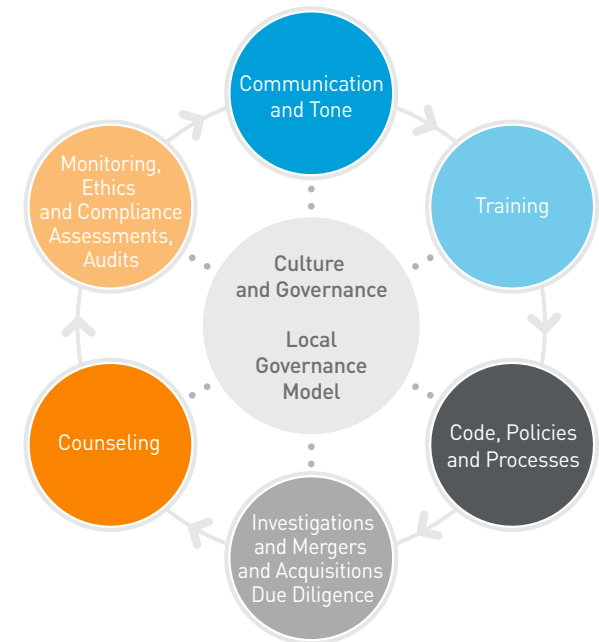 Communication
and Tone
Training
Code, Policies
and Processes
Investigations
and Mergers
and Acquisitions
Due Diligence
Counseling
Monitoring,
Ethics
and Compliance
Assessments,
Audits
Culture
and Governance
Local
Governance
Model